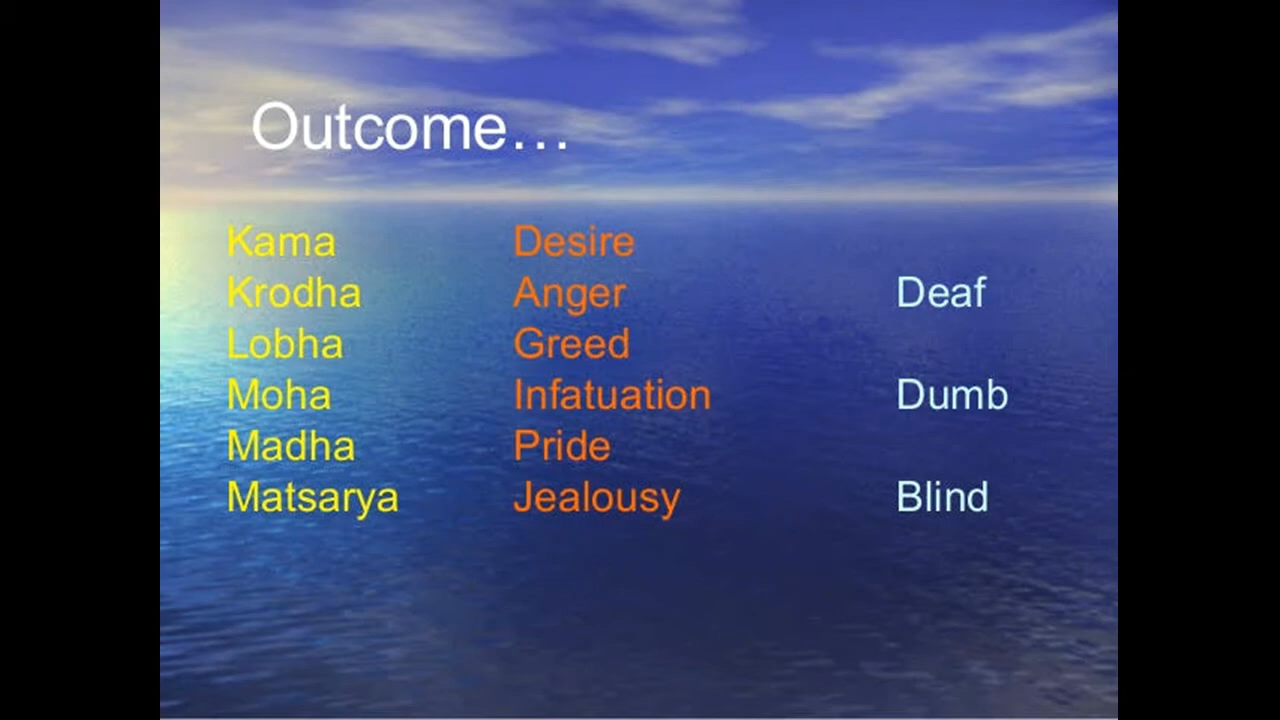 Outcome…
Kama Desire
Krodha Anger Deaf
Lobha Greed
Moha Infatuation Dumb
Madha Pride
Matsarya Jealousy Blind